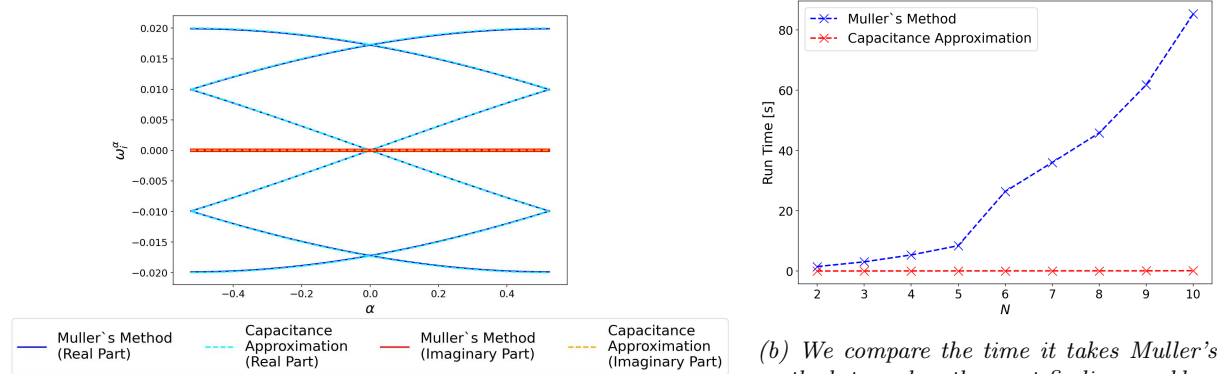 0.020
0.015
0.010
0.005
0.000
−0.005
−0.010
−0.015
−0.020
ωᵢᵅ
−0.4
−0.2
0.0
0.2
0.4
α
Muller`s Method
(Real Part)
Capacitance
Approximation
(Real Part)
Muller`s Method
(Imaginary Part)
Capacitance
Approximation
(Imaginary Part)
Muller`s Method
Capacitance Approximation
80
60
40
20
0
Run Time [s]
2
3
4
5
6
7
8
9
10
N
(b) We compare the time it takes Muller's